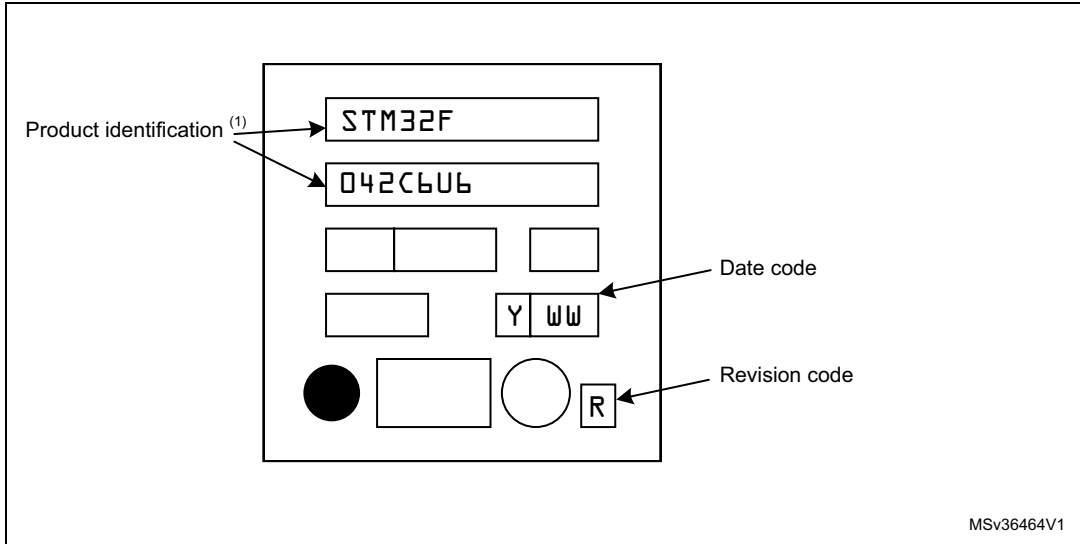 STM32F
Product identification (1)
042C6U6
Date code
Y WW
Revision code
R
MSv36464V1